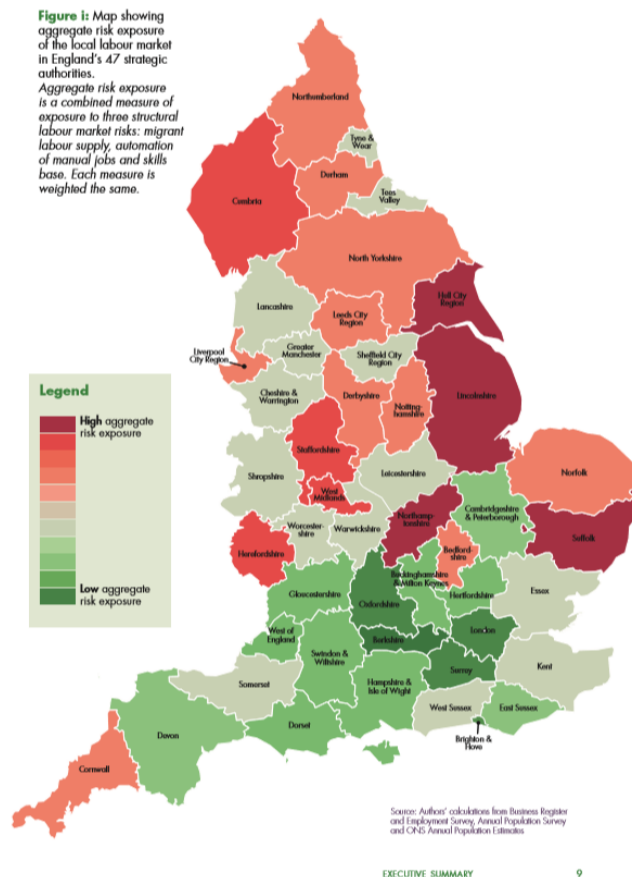 Figure i: Map showing
aggregate risk exposure
of the local labour market
in England's 47 strategic
authorities.
Aggregate risk exposure
is a combined measure of
exposure to three structural
labour market risks: migrant
labour supply, automation
of manual jobs and skills
base. Each measure is
weighted the same.
Northumberland
Tyne &
Wear
Durham
Cumbria
Tees
Valley
North Yorkshire
Hull City
Region
Lancashire
Leeds City
Region
Liverpool
City Region
Greater
Manchester
Sheffield City
Region
Cheshire &
Warrington
Derbyshire
Notting-
hamshire
Lincolnshire
Legend
High aggregate
risk exposure
Low aggregate
risk exposure
Staffordshire
Shropshire
Leicestershire
Norfolk
West
Midlands
Worcester-
shire
Warwickshire
Northamp-
tonshire
Cambridgeshire
& Peterborough
Suffolk
Herefordshire
Bedford-
shire
Buckinghamshire
& Milton Keynes
Hertfordshire
Essex
Gloucestershire
Oxfordshire
West of
England
Swindon &
Wiltshire
Berkshire
London
Surrey
Kent
Somerset
Hampshire &
Isle of Wight
West Sussex
East Sussex
Devon
Dorset
Brighton &
Hove
Cornwall
Source: Authors' calculations from Business Register
and Employment Survey, Annual Population Survey
and ONS Annual Population Estimates
EXECUTIVE SUMMARY 9